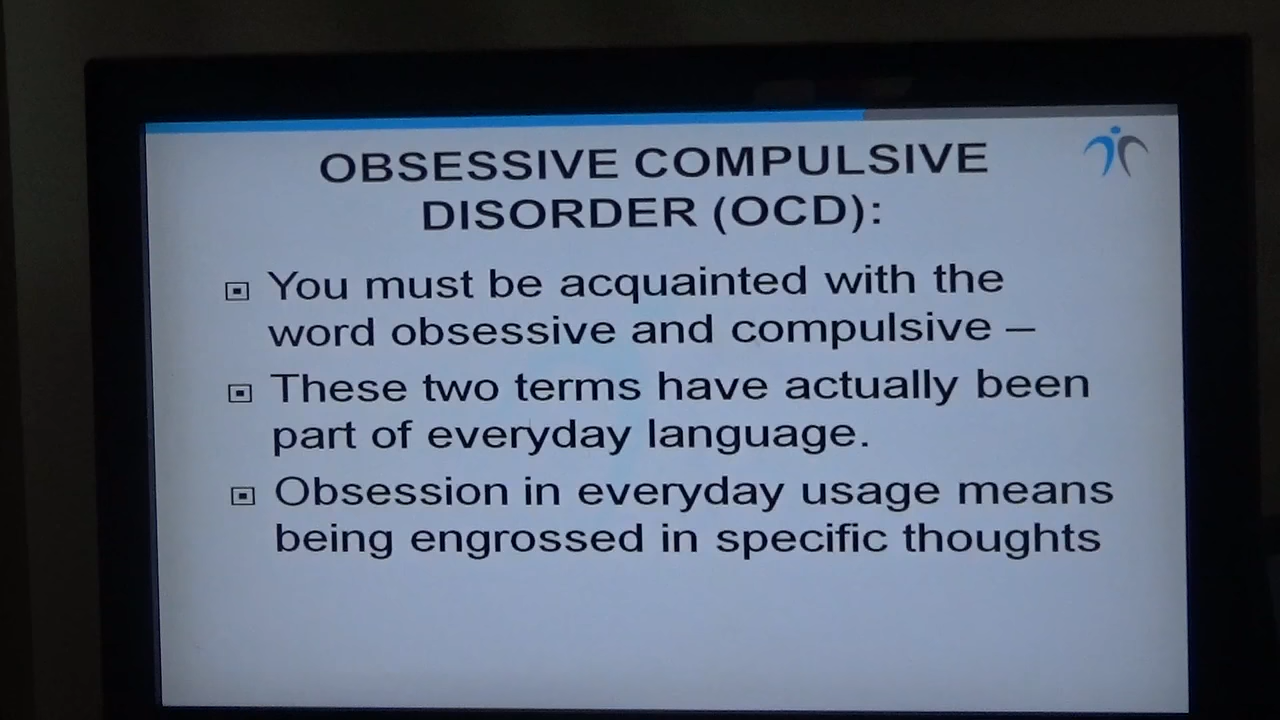 OBSESSIVE COMPULSIVE
DISORDER (OCD):
You must be acquainted with the
word obsessive and compulsive –
These two terms have actually been
part of everyday language.
Obsession in everyday usage means
being engrossed in specific thoughts